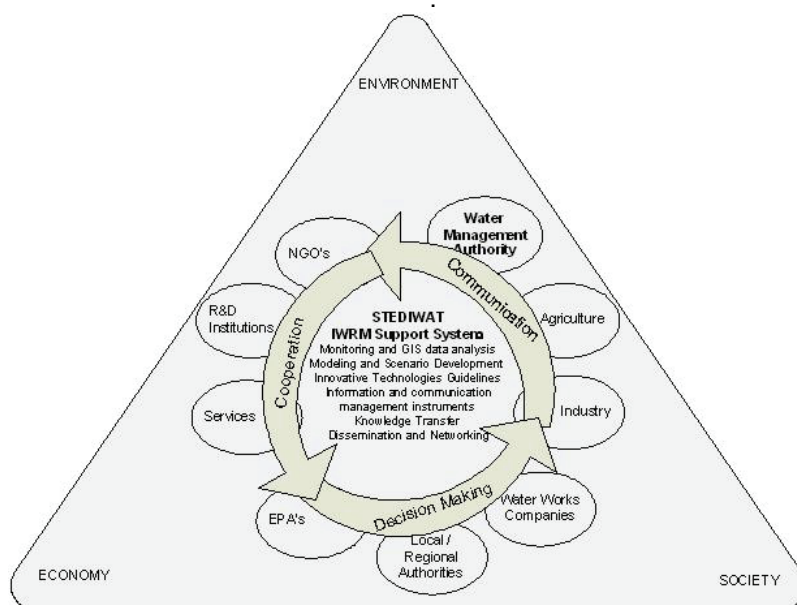 ENVIRONMENT
Water
Management
Authority
NGO's
Communication
R&D
Institutions
Agriculture
STEDIWAT
IWRM Support System
Monitoring and GIS data analysis
Modeling and Scenario Development
Innovative Technologies Guidelines
Information and communication
management instruments
Knowledge Transfer
Dissemination and Networking
Cooperation
Services
Industry
Decision Making
EPA's
Water Works
Companies
Local /
Regional
Authorities
ECONOMY
SOCIETY